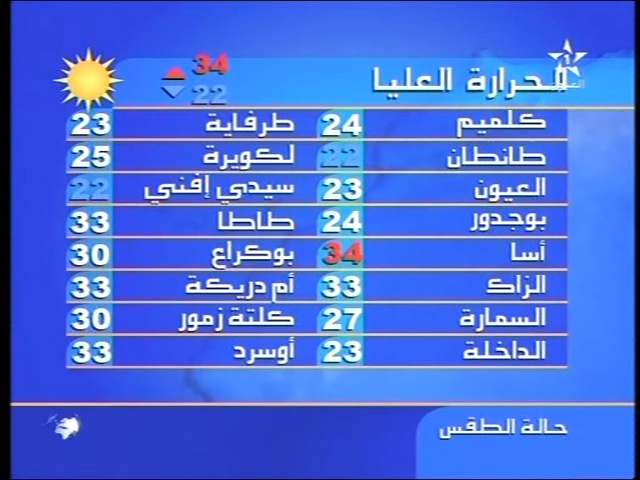 الحرارة العليا
34
22
1
كلميم 24 طرفاية 23
طانطان 22 لكويرة 25
العيون 23 سيدي إفني 22
بوجدور 24 طاطا 33
أسا 34 بوكراع 30
الزاك 33 أم دريكة 33
السمارة 27 كلتة زمور 30
الداخلة 23 أوسرد 33
حالة الطقس